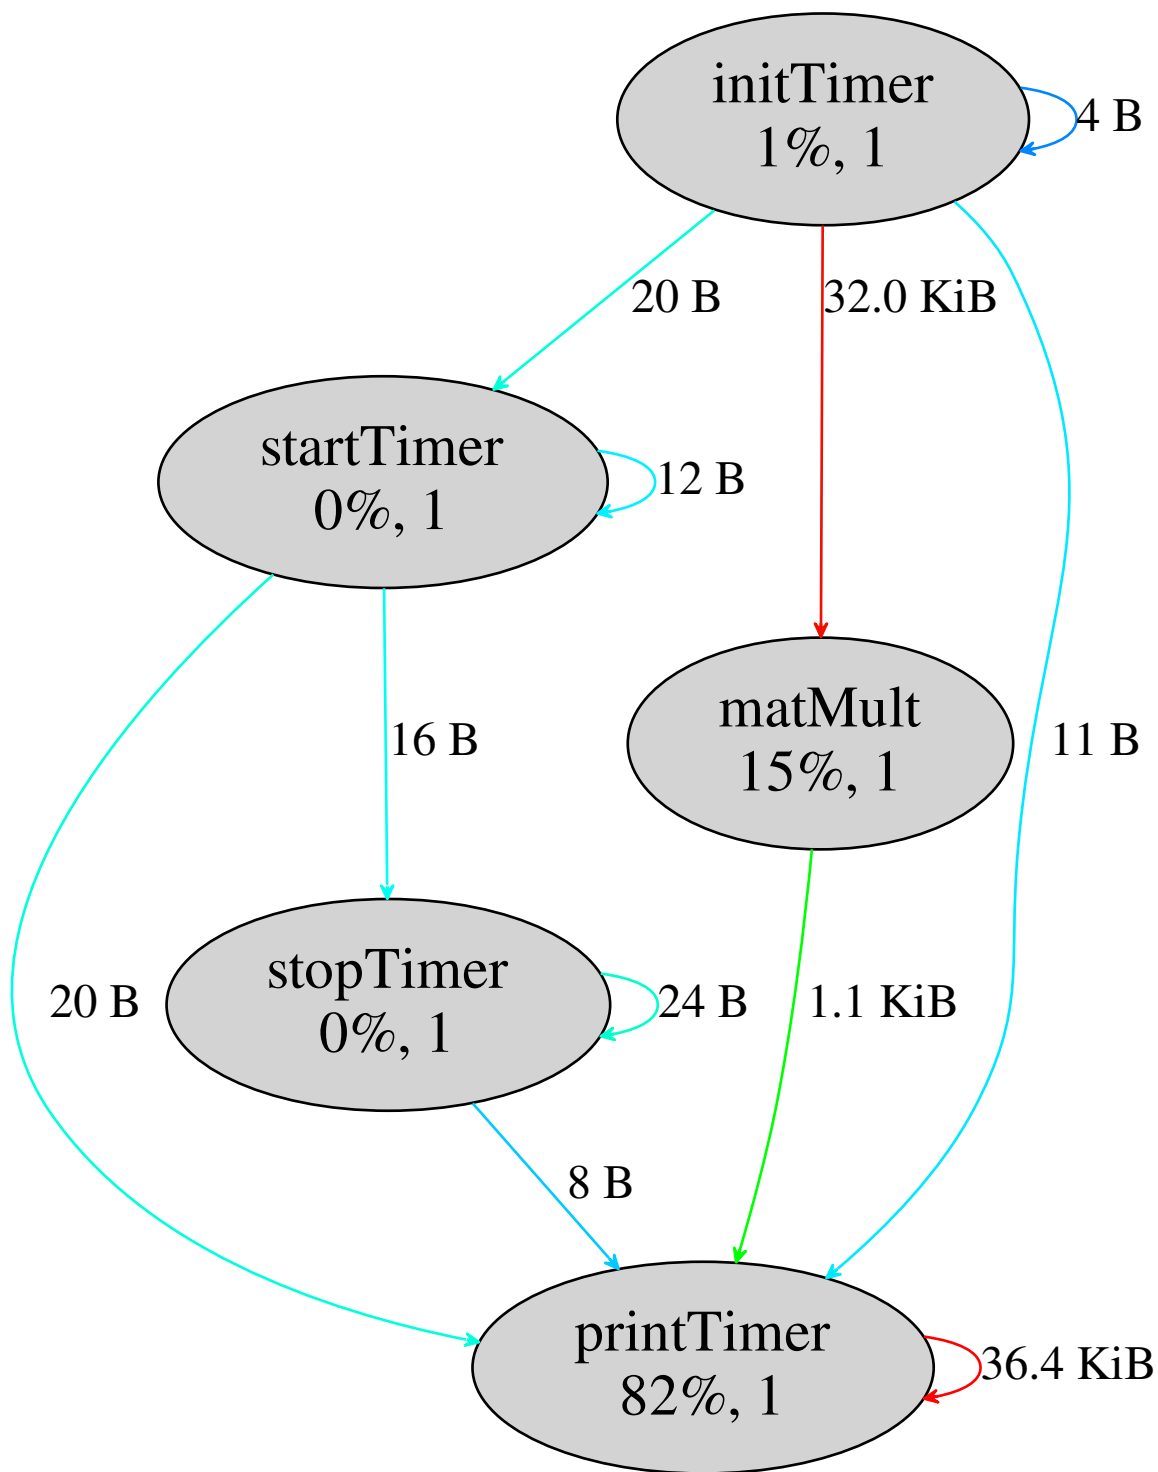 initTimer
1%, 1
4 B
20 B
32.0 KiB
startTimer
0%, 1
12 B
matMult
15%, 1
16 B
11 B
stopTimer
0%, 1
20 B
24 B
1.1 KiB
8 B
printTimer
82%, 1
36.4 KiB